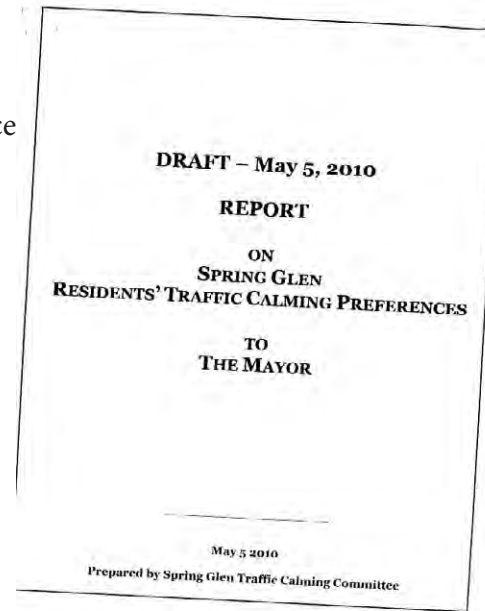 ce
DRAFT – May 5, 2010
REPORT
ON
SPRING GLEN
RESIDENTS' TRAFFIC CALMING PREFERENCES
TO
THE MAYOR
May 5 2010
Prepared by Spring Glen Traffic Calming Committee